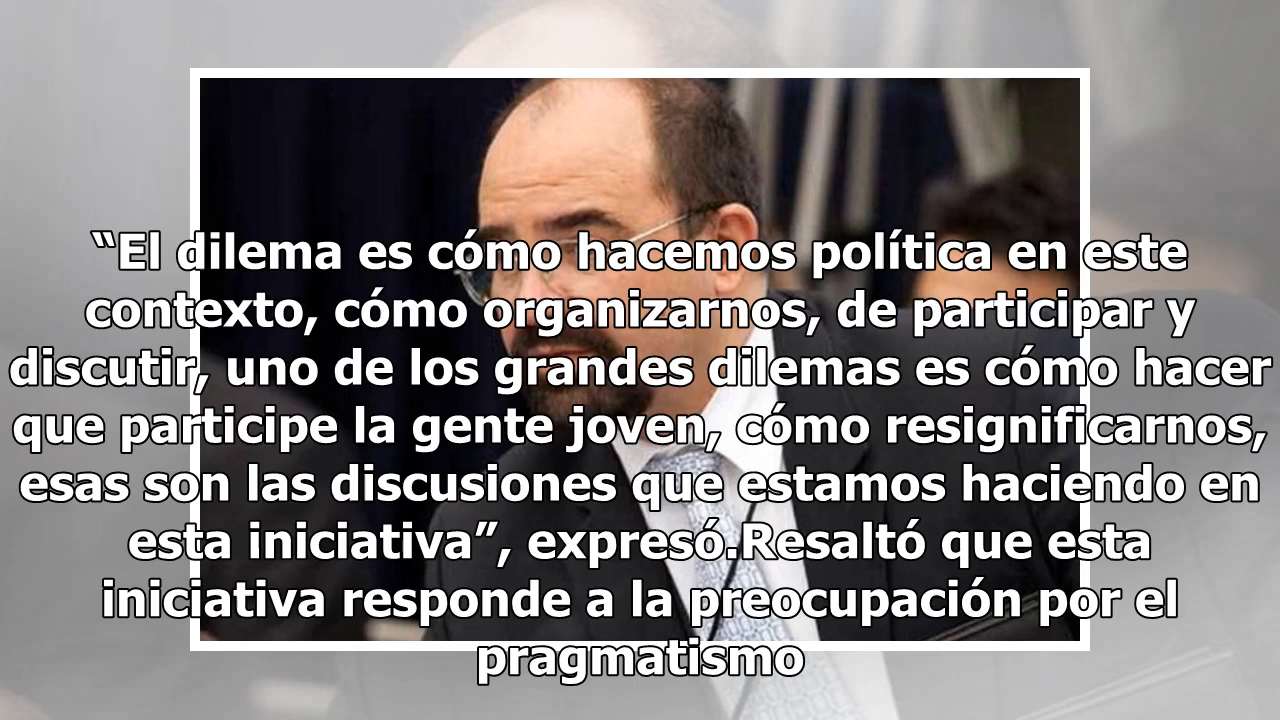 “El dilema es cómo hacemos política en este
contexto, cómo organizarnos, de participar y
discutir, uno de los grandes dilemas es cómo hacer
que participe la gente joven, cómo resignificarnos,
esas son las discusiones que estamos haciendo en
esta iniciativa”, expresó.Resaltó que esta
iniciativa responde a la preocupación por el
pragmatismo